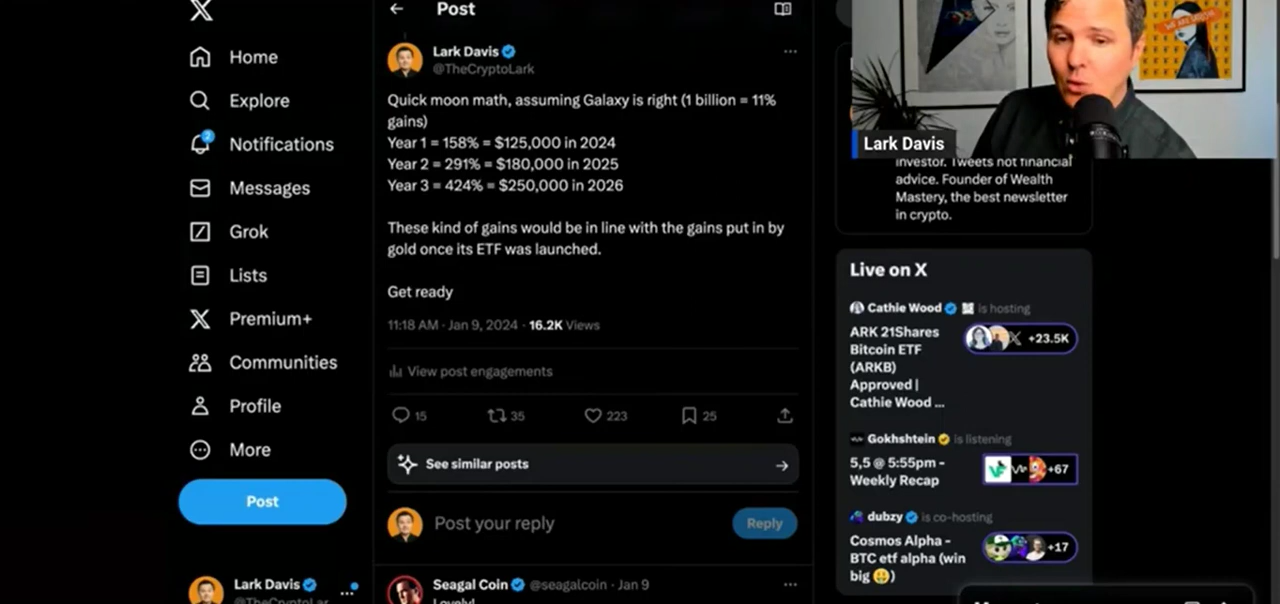 Post
Lark Davis
@TheCryptoLark
Quick moon math, assuming Galaxy is right (1 billion = 11%
gains)
Year 1 = 158% = $125,000 in 2024
Year 2 = 291% = $180,000 in 2025
Year 3 = 424% = $250,000 in 2026
These kind of gains would be in line with the gains put in by
gold once its ETF was launched.
Get ready
11:18 AM · Jan 9, 2024 · 16.2K Views
View post engagements
15
35
223
25
See similar posts
Post your reply
Reply
Seagal Coin @seagalcoin · Jan 9
Home
Explore
2
Notifications
Messages
Grok
Lists
Premium+
Communities
Profile
More
Post
Lark Davis
@TheCryptoLar
Lark Davis
investor. Tweets not financial
advice. Founder of Wealth
Mastery, the best newsletter
in crypto.
Live on X
Cathie Wood is hosting
ARK 21Shares
Bitcoin ETF
(ARKB)
Approved |
Cathie Wood ...
+23.5K
Gokhshtein is listening
5,5 @ 5:55pm -
Weekly Recap
+67
dubzy is co-hosting
Cosmos Alpha -
BTC etf alpha (win
big 🤑)
+17